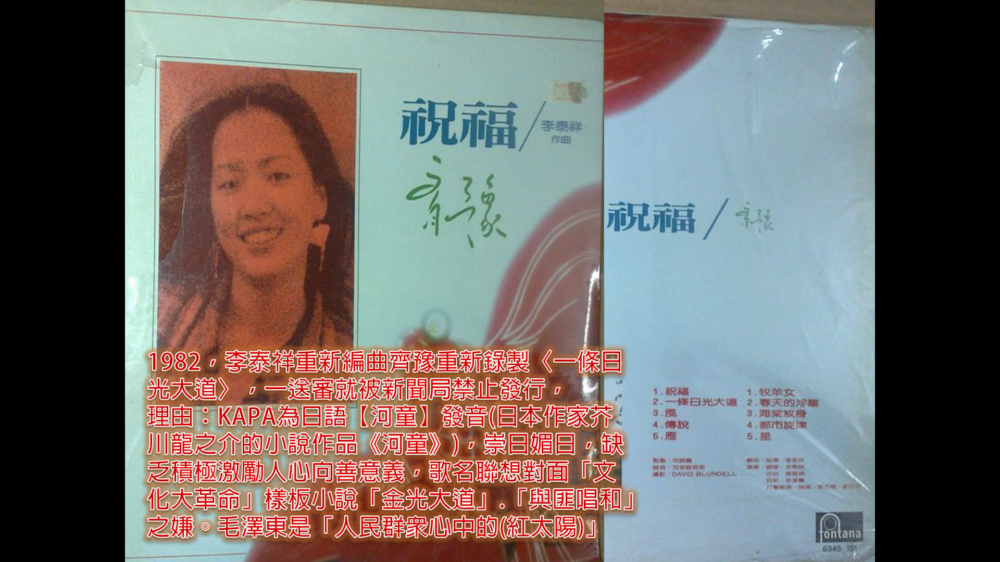 祝福/李泰祥
作曲
齊豫
祝福/齊豫
1982，李泰祥重新編曲齊豫重新錄製〈一條日
光大道〉，一送審就被新聞局禁止發行，
理由：KAPA為日語【河童】發音(日本作家芥
川龍之介的小說作品《河童》)，崇日媚日，缺
乏積極激勵人心向善意義，歌名聯想對面「文
化大革命」樣板小說「金光大道」.「與匪唱和」
之嫌。毛澤東是「人民群衆心中的(紅太陽)」
1.祝福
2.一條日光大道
3.風
4.傳說
5.雁
1.牧羊女
2.春天的浮雕
3.海棠紋身
4.都市旋律
5.星
攝影：DAVID BLUNDELL
fontana
6345 151